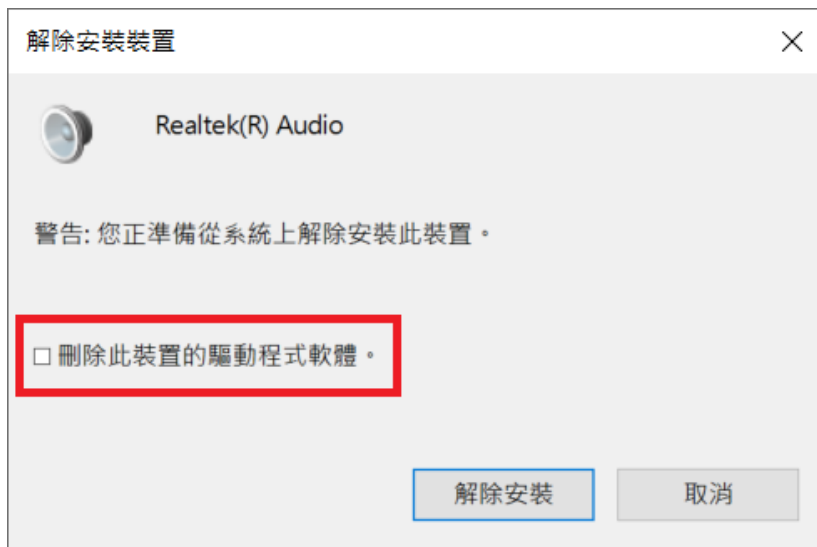 解除安裝裝置
Realtek(R) Audio
警告: 您正準備從系統上解除安裝此裝置。
刪除此裝置的驅動程式軟體。
解除安裝
取消